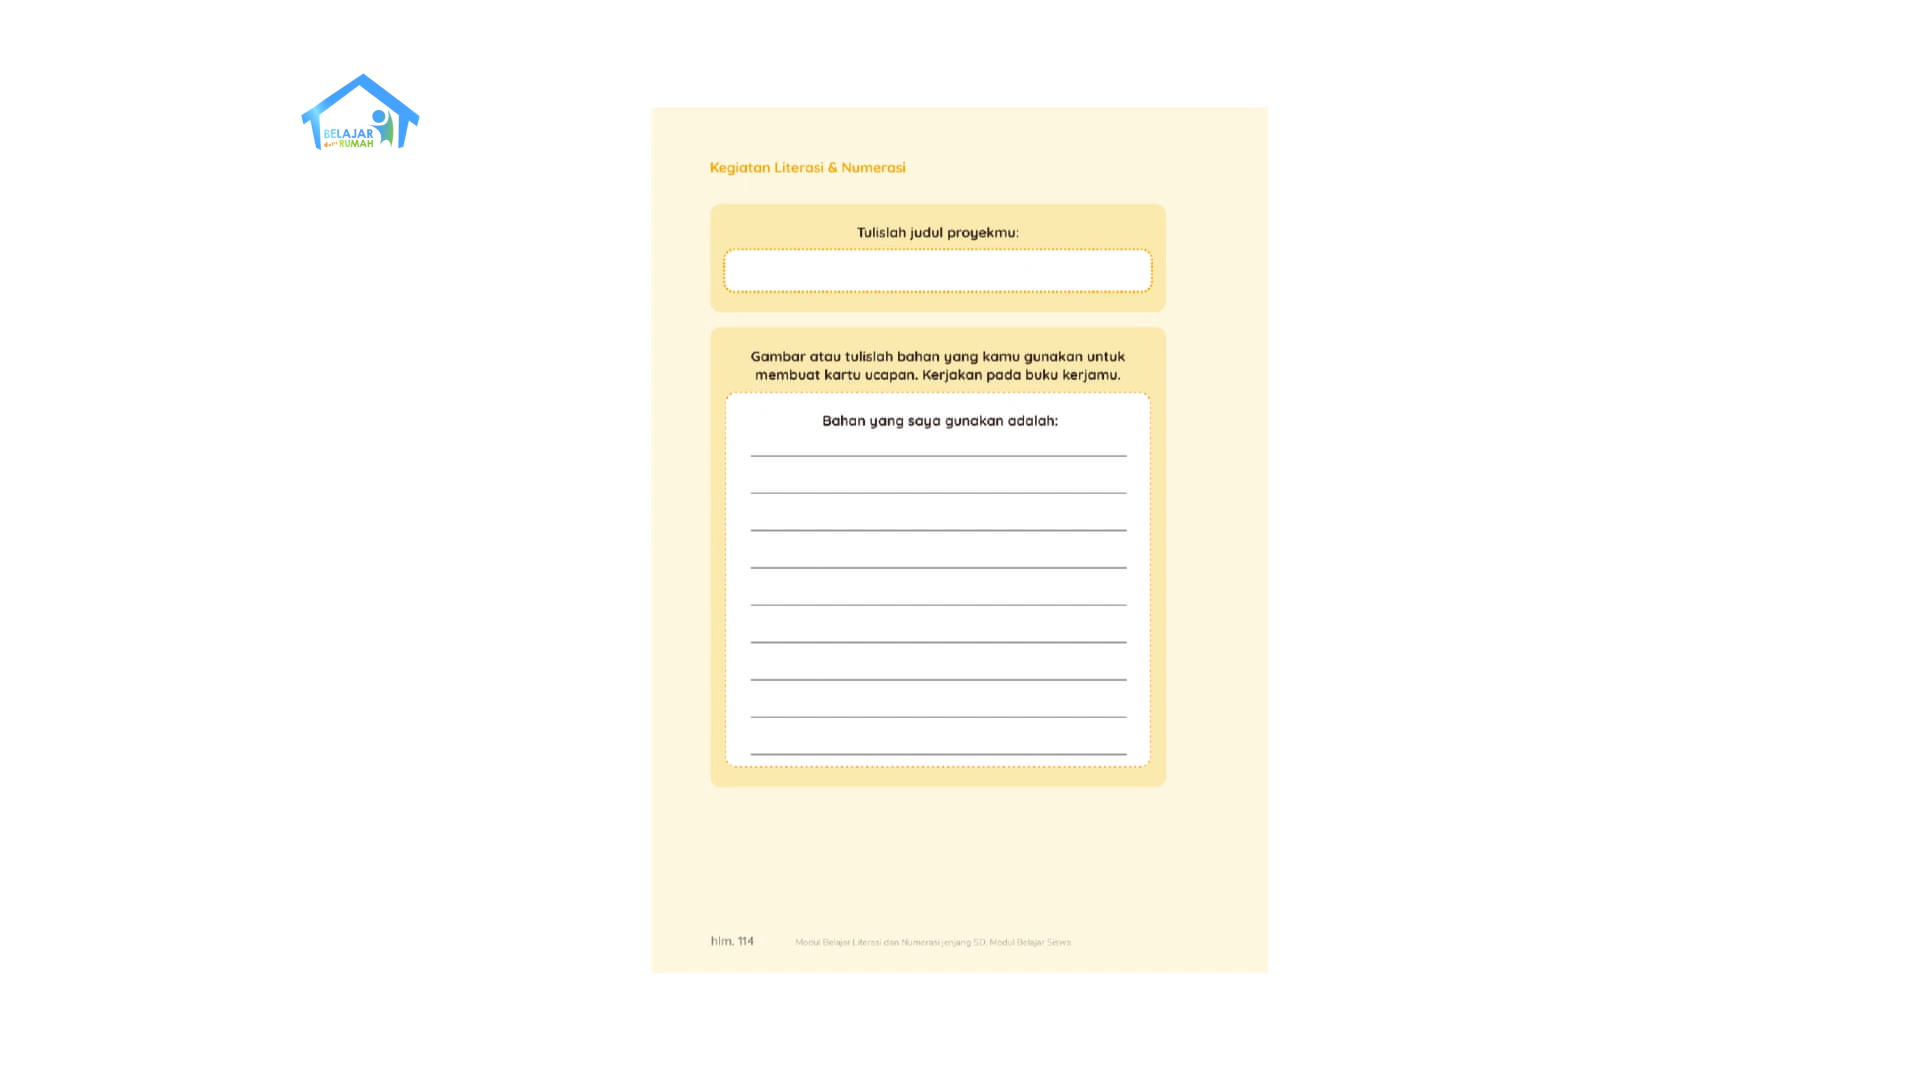 BELAJAR
dari RUMAH
Kegiatan Literasi & Numerasi
Tulislah judul proyekmu:
Gambar atau tulislah bahan yang kamu gunakan untuk
membuat kartu ucapan. Kerjakan pada buku kerjamu.
Bahan yang saya gunakan adalah:
hlm. 114
Modul Belajar Literasi dan Numerasi jenjang SD: Modul Belajar Siswa